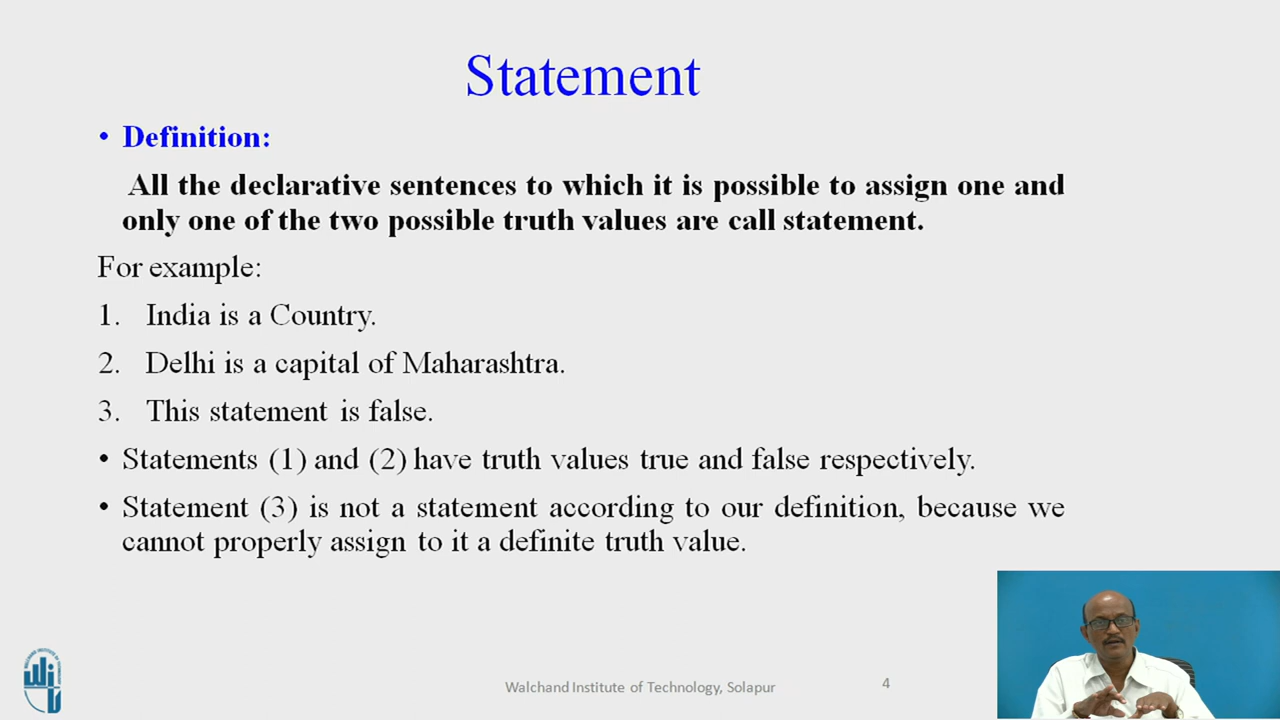 Statement
• Definition:
All the declarative sentences to which it is possible to assign one and
only one of the two possible truth values are call statement.
For example:
1. India is a Country.
2. Delhi is a capital of Maharashtra.
3. This statement is false.
• Statements (1) and (2) have truth values true and false respectively.
• Statement (3) is not a statement according to our definition, because we
cannot properly assign to it a definite truth value.
Walchand Institute of Technology, Solapur
4